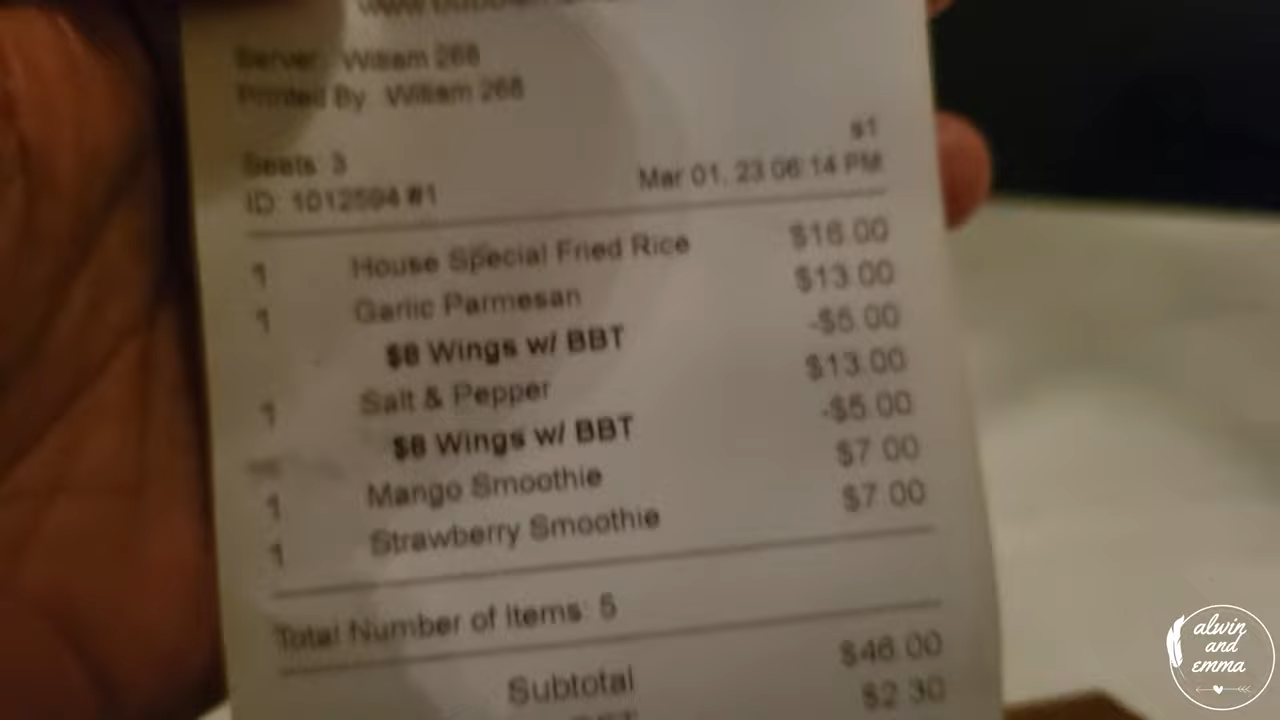 Server: William 268
Printed By: William 268
s1
Seats: 3
Mar 01, 23 06:14 PM
ID: 1012594 #1
1 House Special Fried Rice $16.00
1 Garlic Parmesan $13.00
$8 Wings w/ BBT -$5.00
1 Salt & Pepper $13.00
$8 Wings w/ BBT -$5.00
1 Mango Smoothie $7.00
1 Strawberry Smoothie $7.00
Total Number of Items: 5
Subtotal $46.00
$2.30
alwin
and
emma